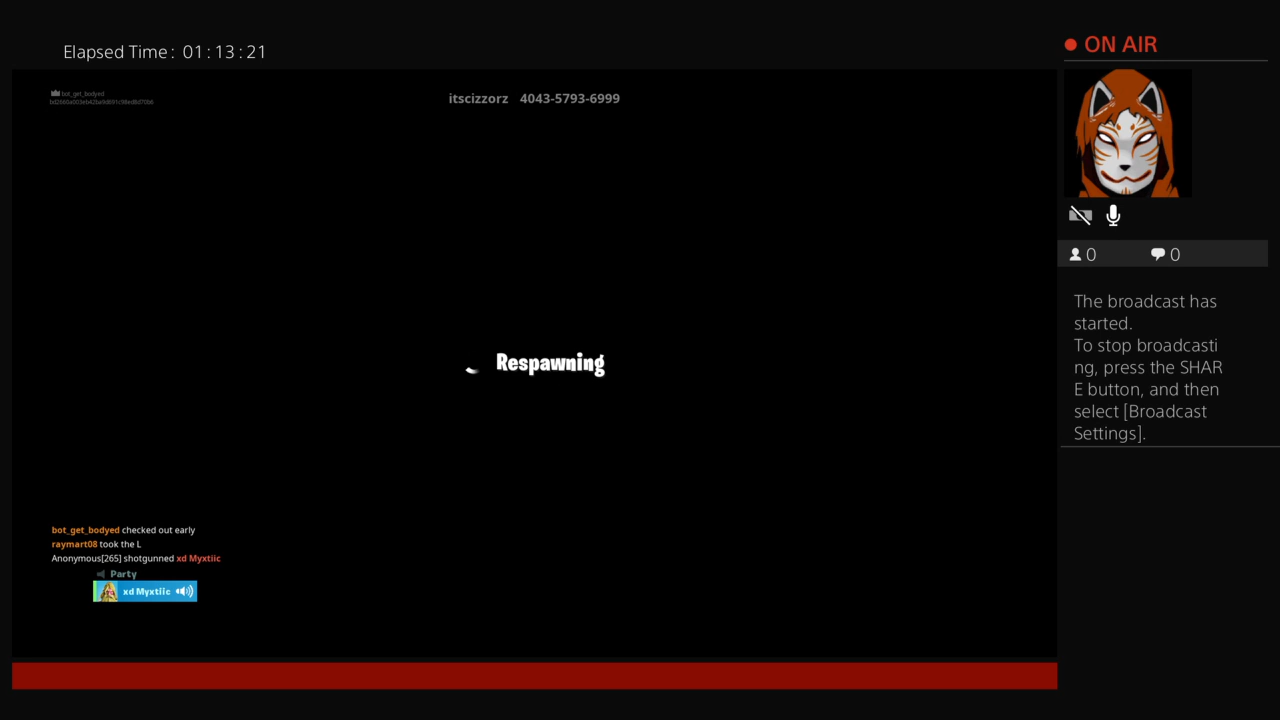 Elapsed Time: 01:13:21
ON AIR
bot_get_bodyed
itscizzorz 4043-5793-6999
0 0
The broadcast has
started.
To stop broadcasti
ng, press the SHAR
E button, and then
select [Broadcast
Settings].
Respawning
bot_get_bodyed checked out early
raymart08 took the L
Anonymous[265] shotgunned xd Myxtiic
Party
xd Myxtiic